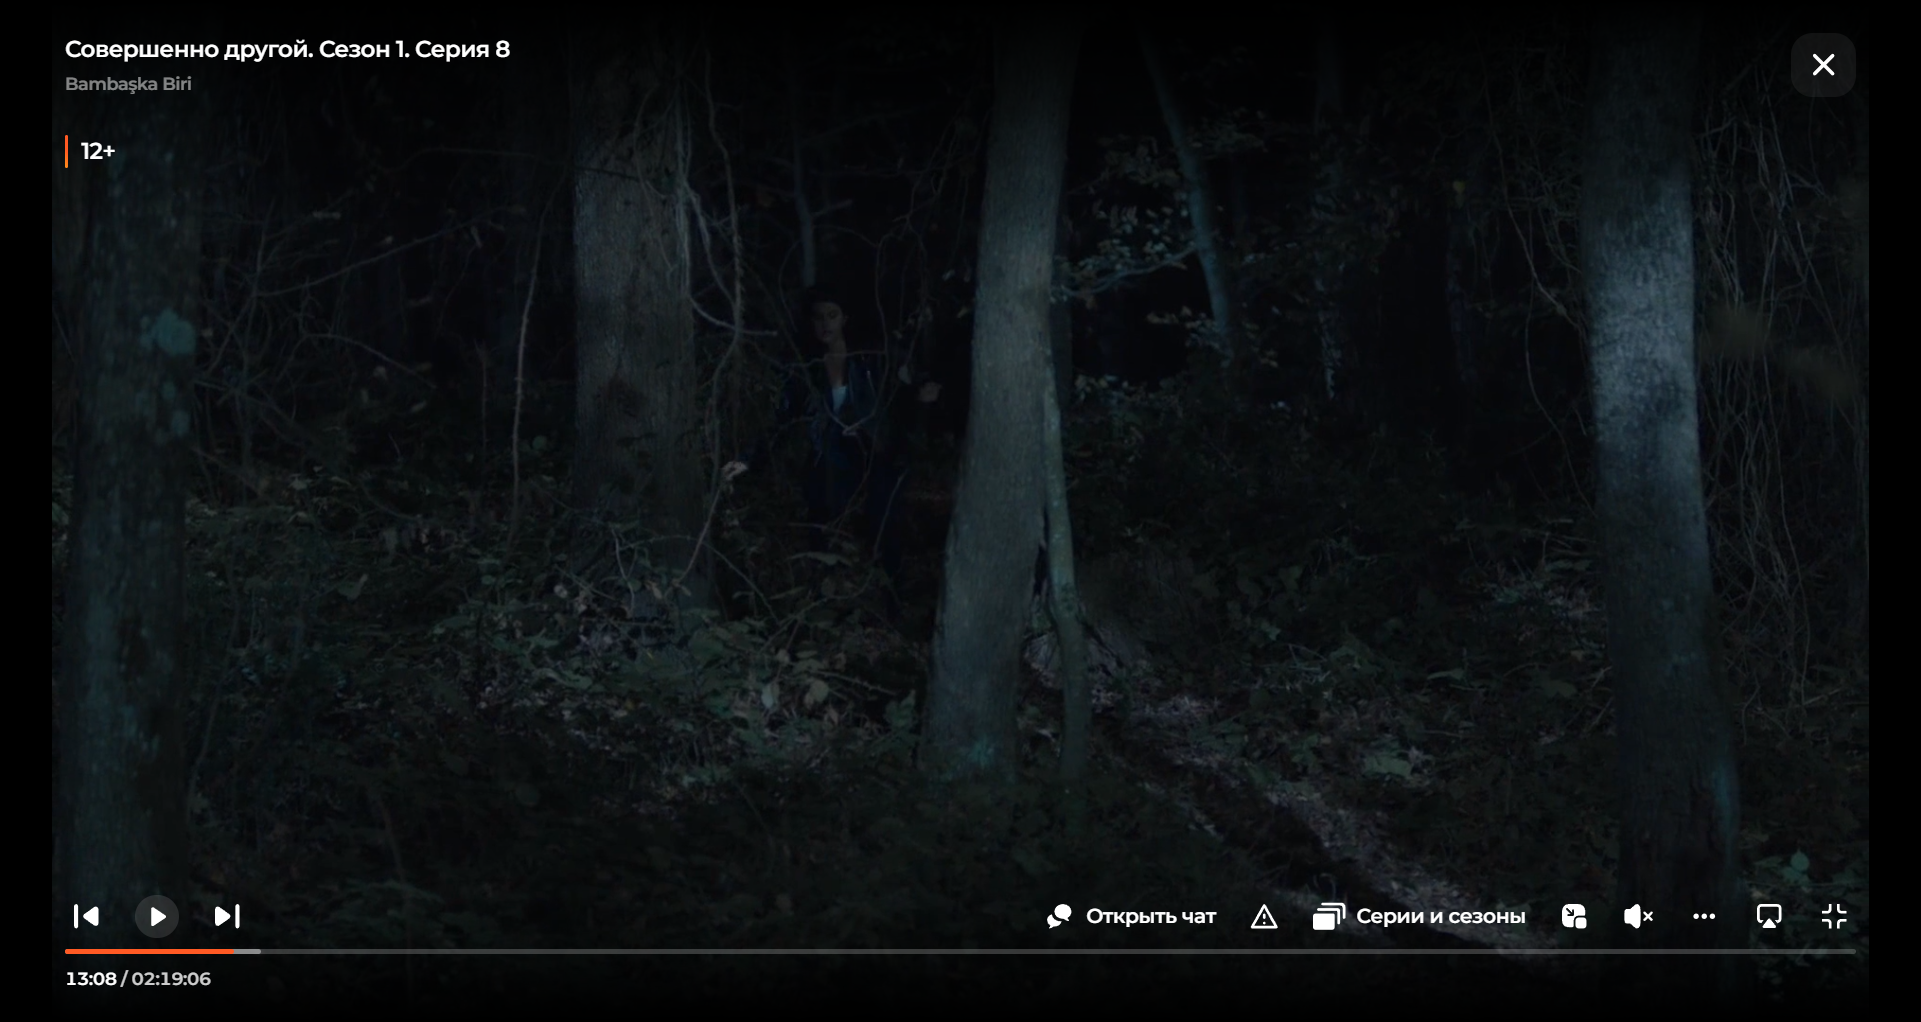 Совершенно другой. Сезон 1. Серия 8
Bambaşka Biri
12+
Открыть чат
Серии и сезоны
13:08 / 02:19:06